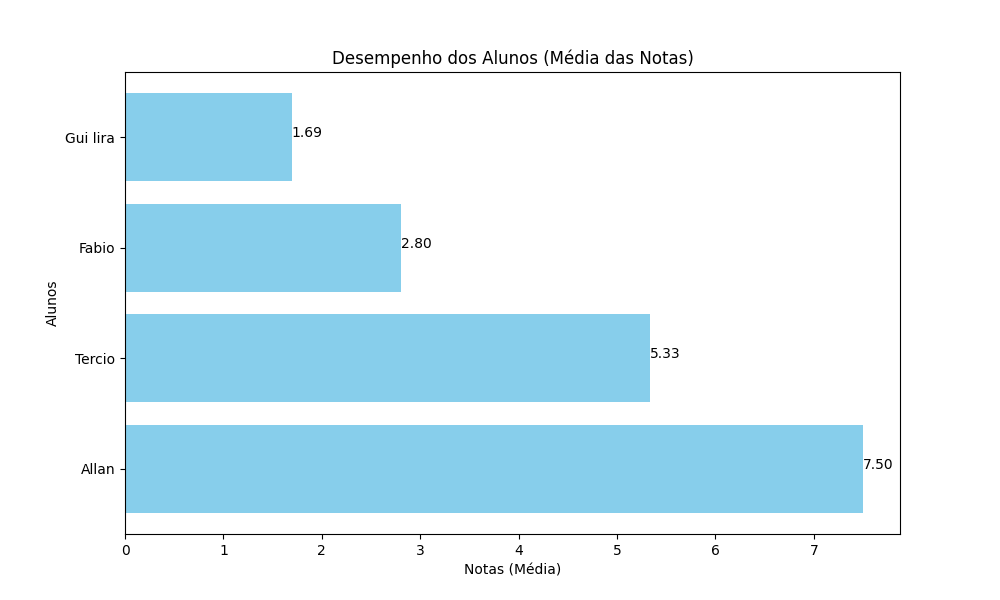 Desempenho dos Alunos (Média das Notas)
Gui lira
1.69
Fabio
2.80
Alunos
Tercio
5.33
Allan
7.50
0 1 2 3 4 5 6 7
Notas (Média)